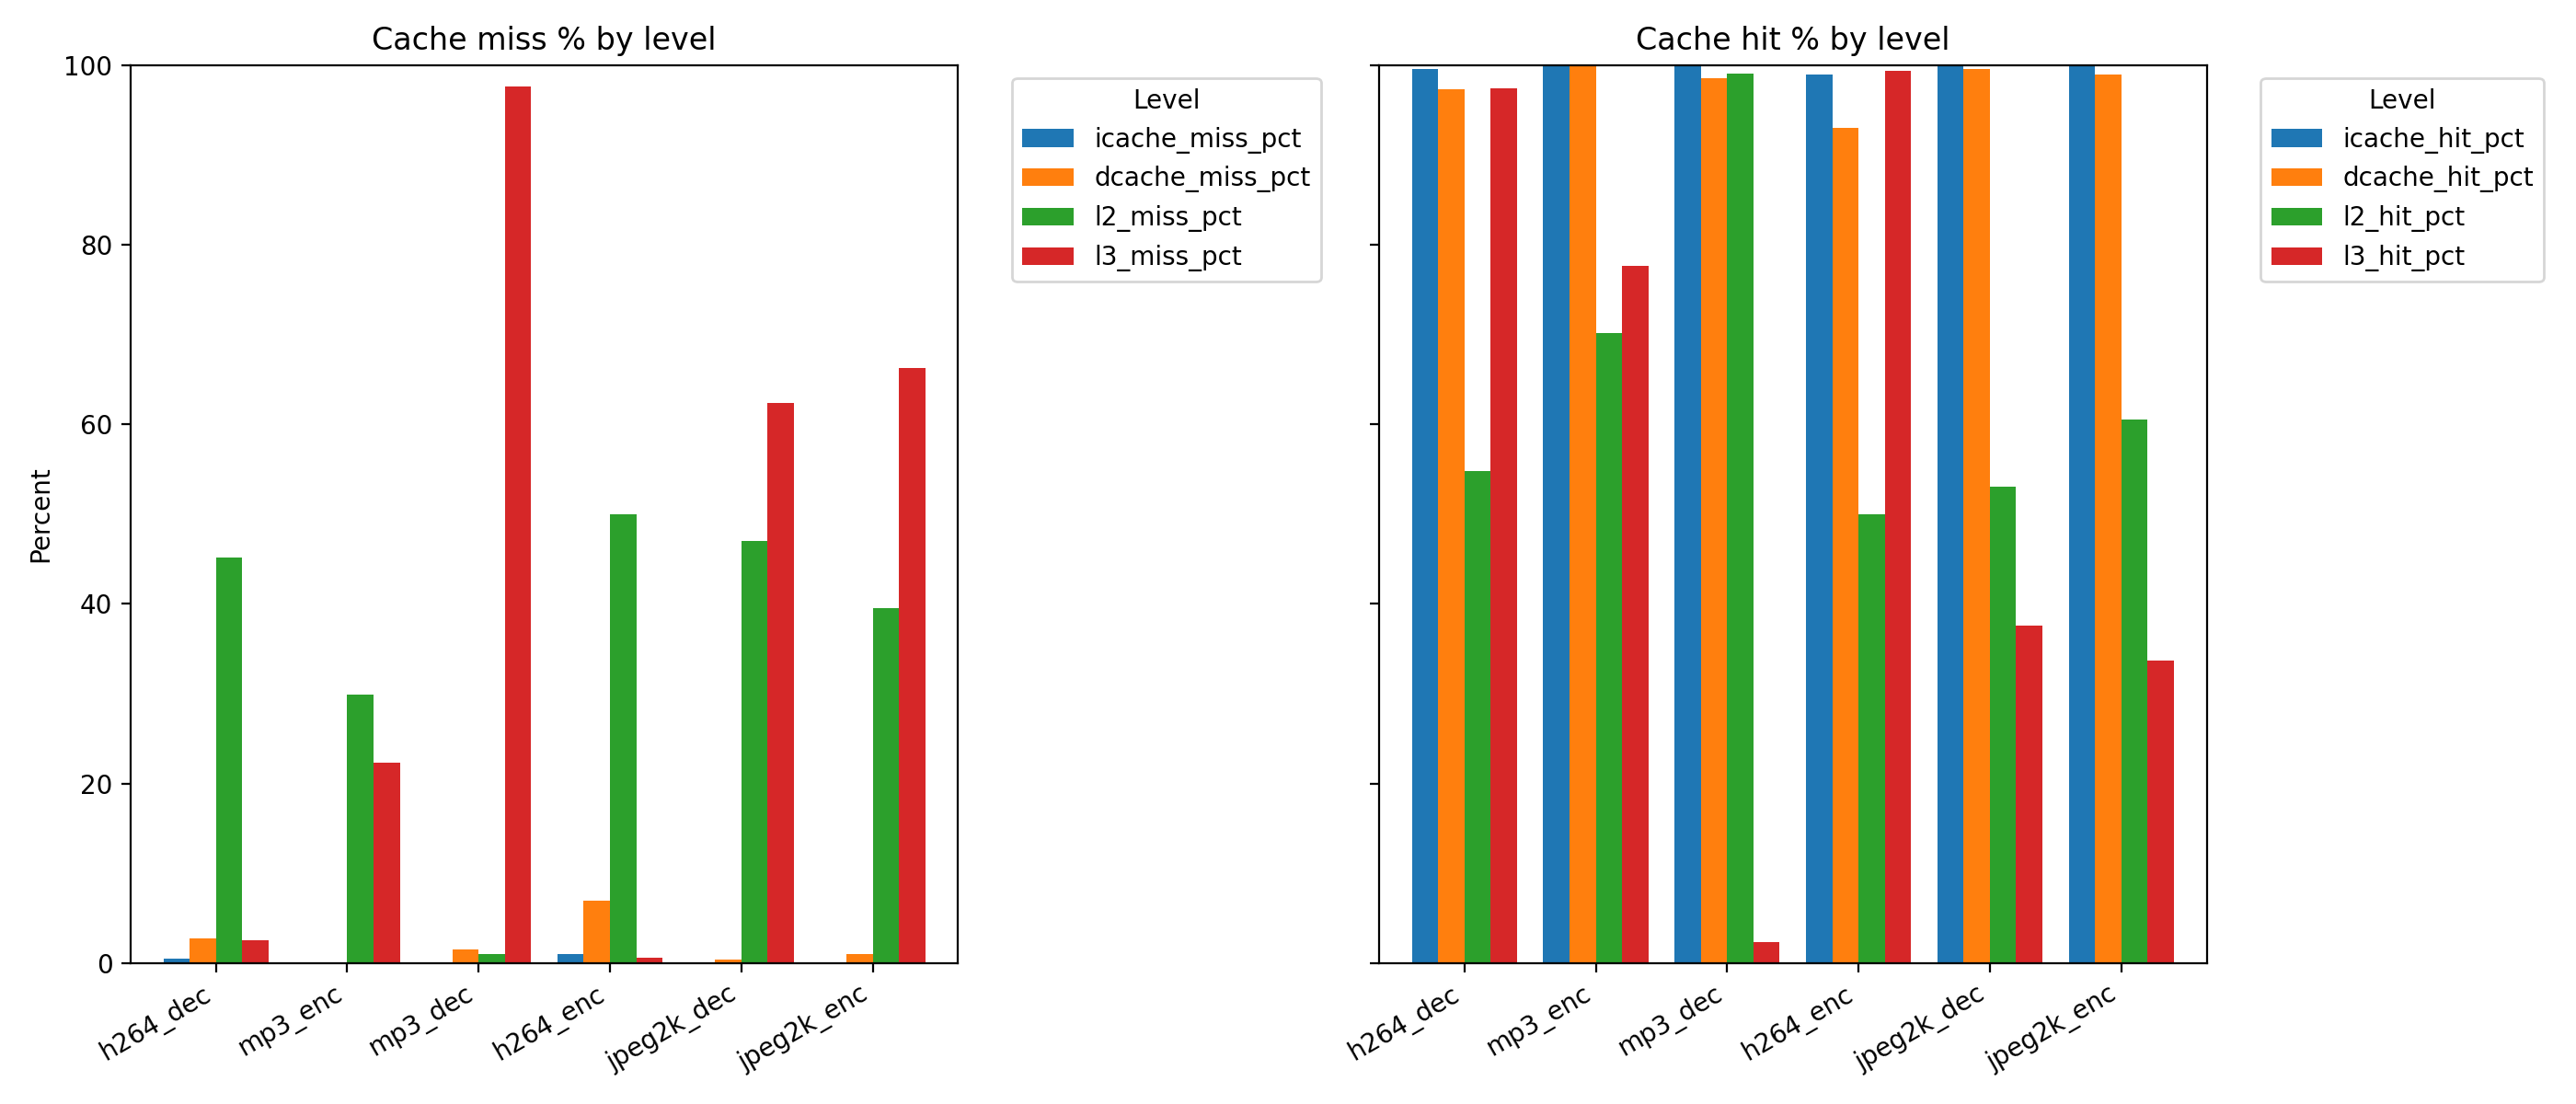 Cache miss % by level
Percent
100
80
60
40
20
0
h264_dec
mp3_enc
mp3_dec
h264_enc
jpeg2k_dec
jpeg2k_enc
Level
icache_miss_pct
dcache_miss_pct
l2_miss_pct
l3_miss_pct
Cache hit % by level
h264_dec
mp3_enc
mp3_dec
h264_enc
jpeg2k_dec
jpeg2k_enc
Level
icache_hit_pct
dcache_hit_pct
l2_hit_pct
l3_hit_pct